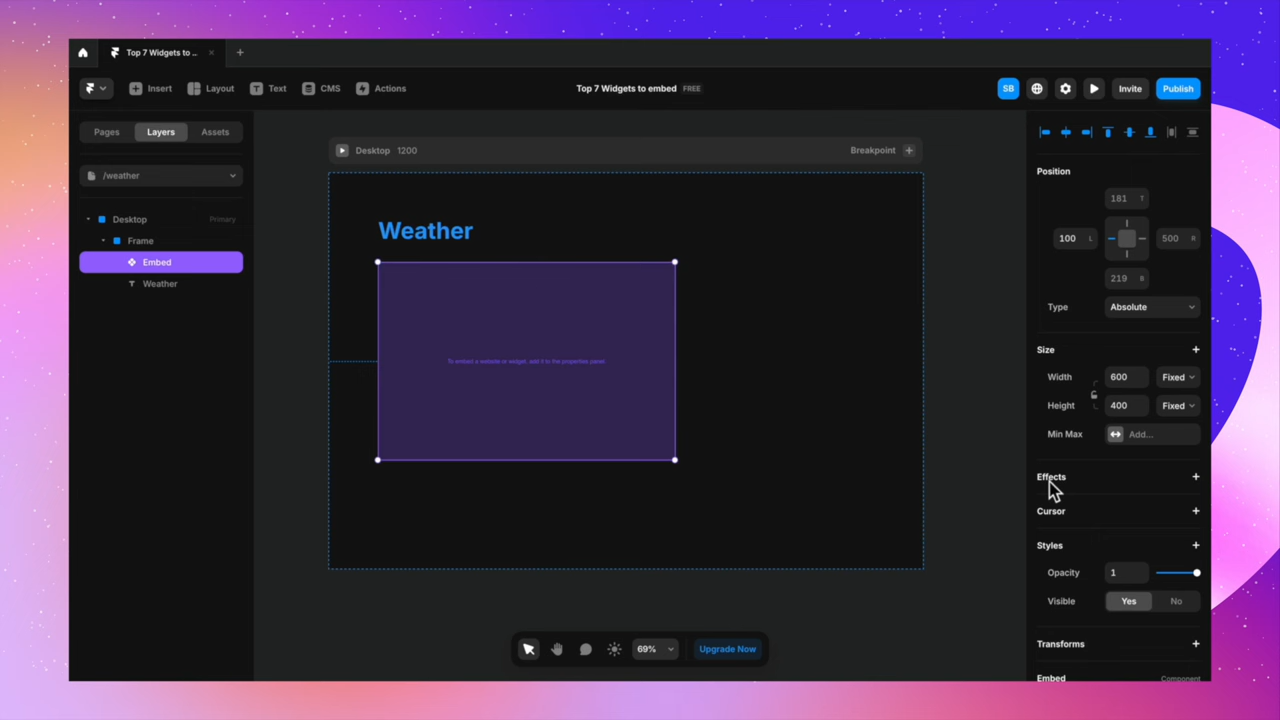 Top 7 Widgets to ...
Insert Layout Text CMS Actions
Top 7 Widgets to embed FREE
SB Invite Publish
Pages Layers Assets
/weather
Desktop Primary
Frame
Embed
Weather
Desktop 1200 Breakpoint
Weather
To embed a website or widget, add it to the properties panel.
69% Upgrade Now
Position
181 T
100 L 500 R
219 B
Type Absolute
Size
Width 600 Fixed
Height 400 Fixed
Min Max Add...
Effects
Cursor
Styles
Opacity 1
Visible Yes No
Transforms
Embed Component